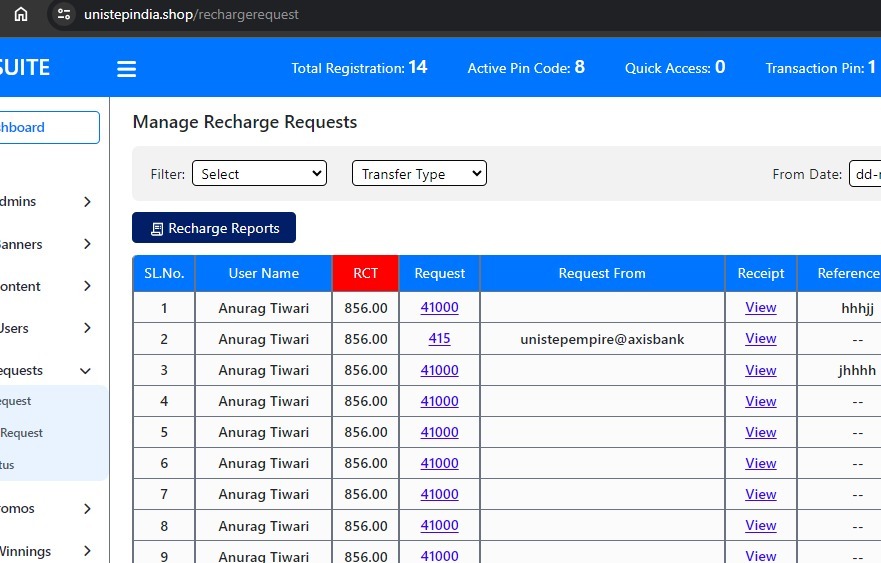 unistepindia.shop/rechargerequest
SUITE
Total Registration: 14 Active Pin Code: 8 Quick Access: 0 Transaction Pin: 1
hboard
dmins
Banners
ontent
Users
equests
equest
Request
tus
omos
Winnings
Manage Recharge Requests
Filter: Select Transfer Type From Date: dd-
Recharge Reports
SL.No. User Name RCT Request Request From Receipt Reference
1 Anurag Tiwari 856.00 41000 View hhhjj
2 Anurag Tiwari 856.00 415 unistepempire@axisbank View --
3 Anurag Tiwari 856.00 41000 View jhhhh
4 Anurag Tiwari 856.00 41000 View --
5 Anurag Tiwari 856.00 41000 View --
6 Anurag Tiwari 856.00 41000 View --
7 Anurag Tiwari 856.00 41000 View --
8 Anurag Tiwari 856.00 41000 View --
9 Anurag Tiwari 856.00 41000 View --